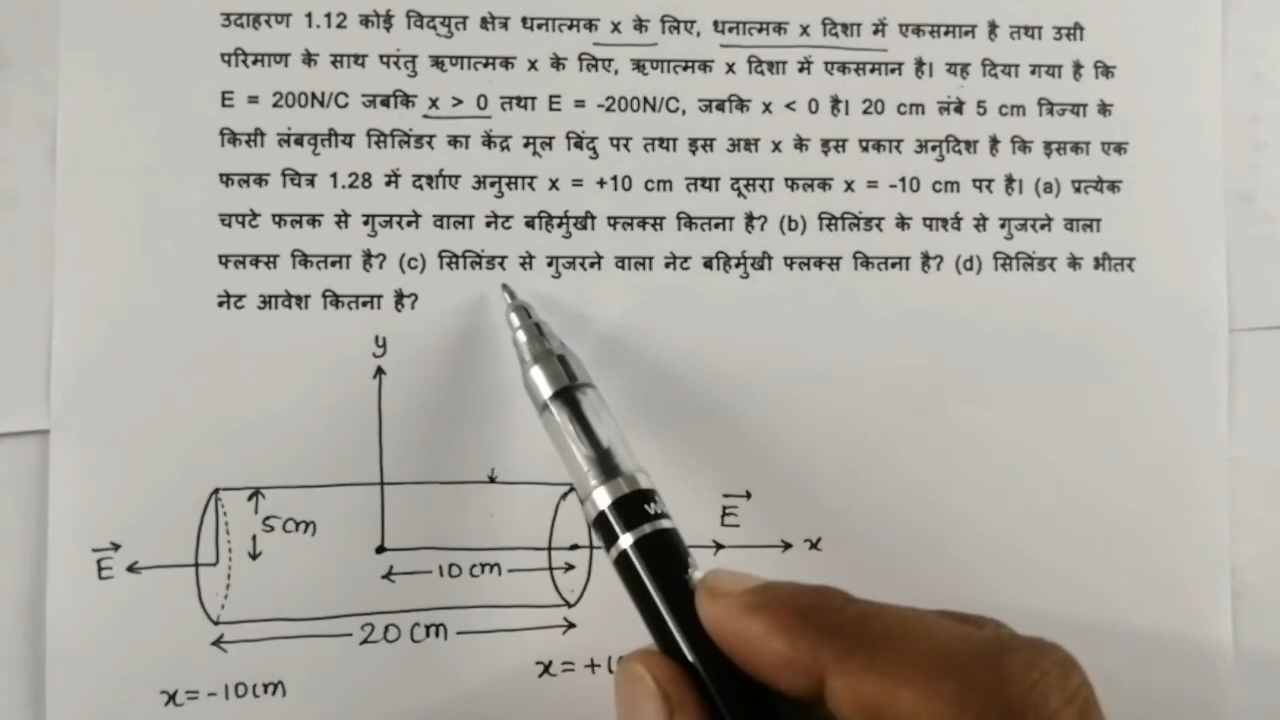 उदाहरण 1.12 कोई विद्युत क्षेत्र धनात्मक x के लिए, धनात्मक x दिशा में एकसमान है तथा उसी
परिमाण के साथ परंतु ऋणात्मक x के लिए, ऋणात्मक x दिशा में एकसमान है। यह दिया गया है कि
E = 200N/C जबकि x > 0 तथा E = -200N/C, जबकि x < 0 है। 20 cm लंबे 5 cm त्रिज्या के
किसी लंबवृत्तीय सिलिंडर का केंद्र मूल बिंदु पर तथा इस अक्ष x के इस प्रकार अनुदिश है कि इसका एक
फलक चित्र 1.28 में दर्शाए अनुसार x = +10 cm तथा दूसरा फलक x = -10 cm पर है। (a) प्रत्येक
चपटे फलक से गुजरने वाला नेट बहिर्मुखी फ्लक्स कितना है? (b) सिलिंडर के पार्श्व से गुजरने वाला
फ्लक्स कितना है? (c) सिलिंडर से गुजरने वाला नेट बहिर्मुखी फ्लक्स कितना है? (d) सिलिंडर के भीतर
नेट आवेश कितना है?
y
5cm
E
E
x
10cm
20cm
x=+
x=-10cm